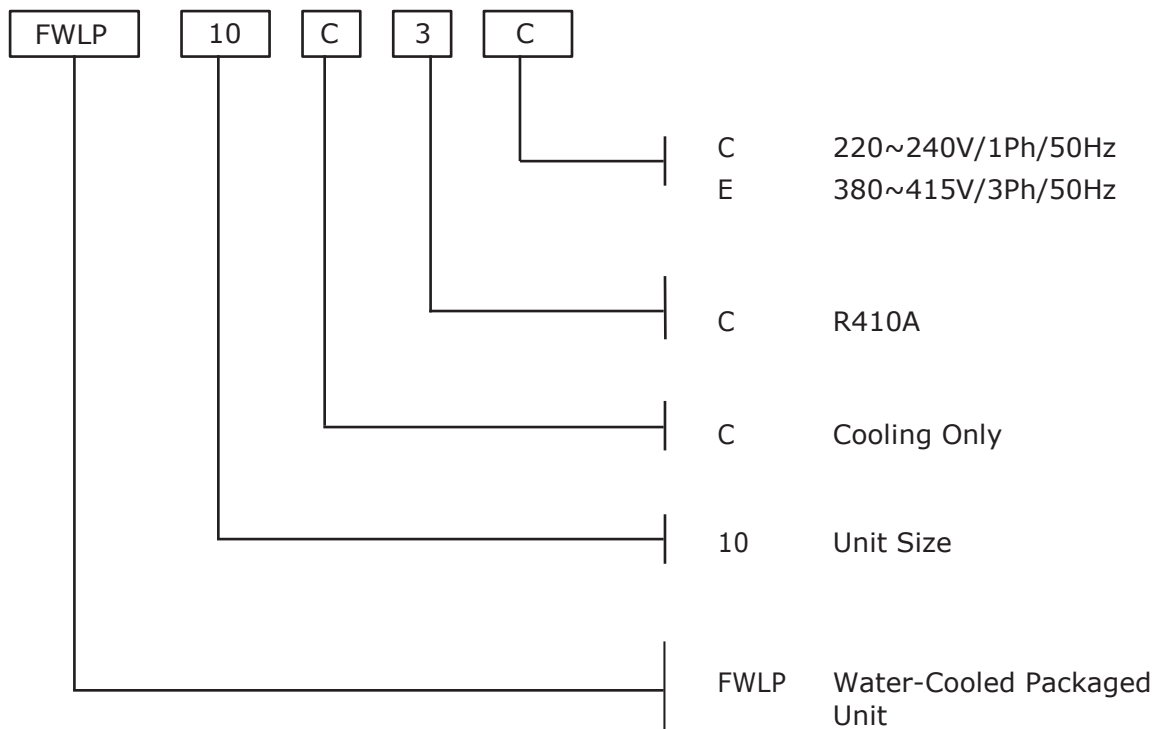 FWLP 10 C 3 C
C 220~240V/1Ph/50Hz
E 380~415V/3Ph/50Hz
C R410A
C Cooling Only
10 Unit Size
FWLP Water-Cooled Packaged
Unit